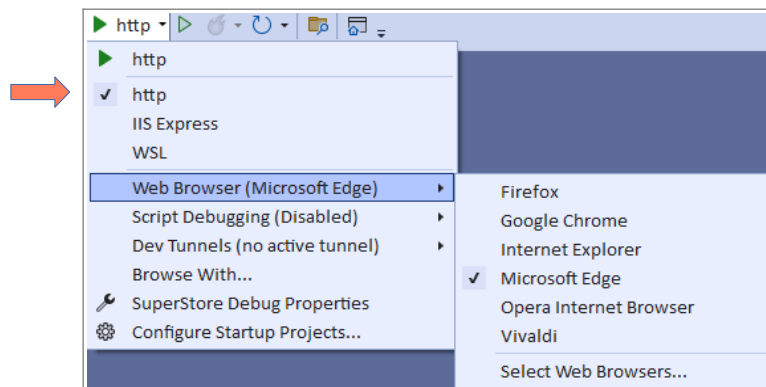 http
http
http
IIS Express
WSL
Web Browser (Microsoft Edge)
Script Debugging (Disabled)
Dev Tunnels (no active tunnel)
Browse With...
SuperStore Debug Properties
Configure Startup Projects...
Firefox
Google Chrome
Internet Explorer
Microsoft Edge
Opera Internet Browser
Vivaldi
Select Web Browsers...